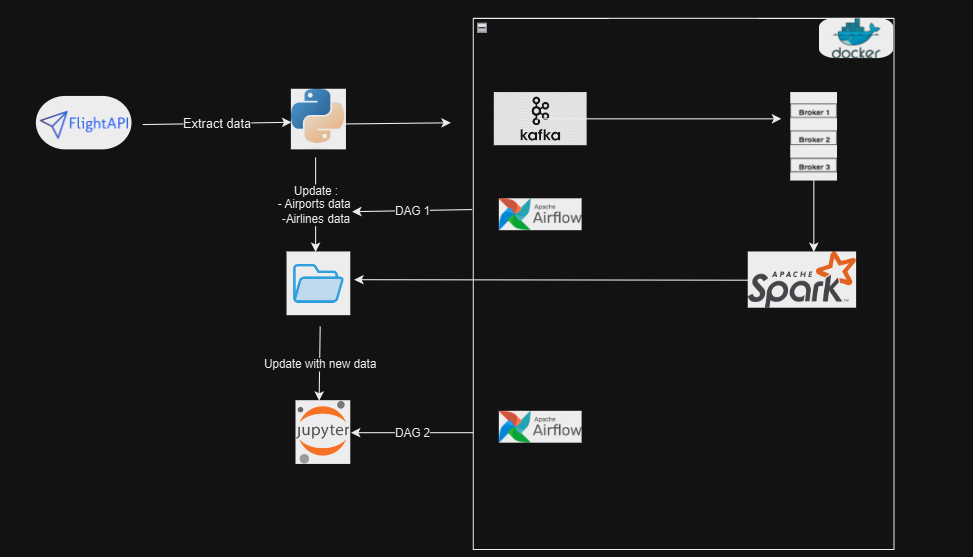 docker
FlightAPI
Extract data
kafka
Broker 1
Broker 2
Broker 3
Update :
- Airports data
-Airlines data
DAG 1
Apache
Airflow
APACHE
Spark™
Update with new data
jupyter
DAG 2
Apache
Airflow